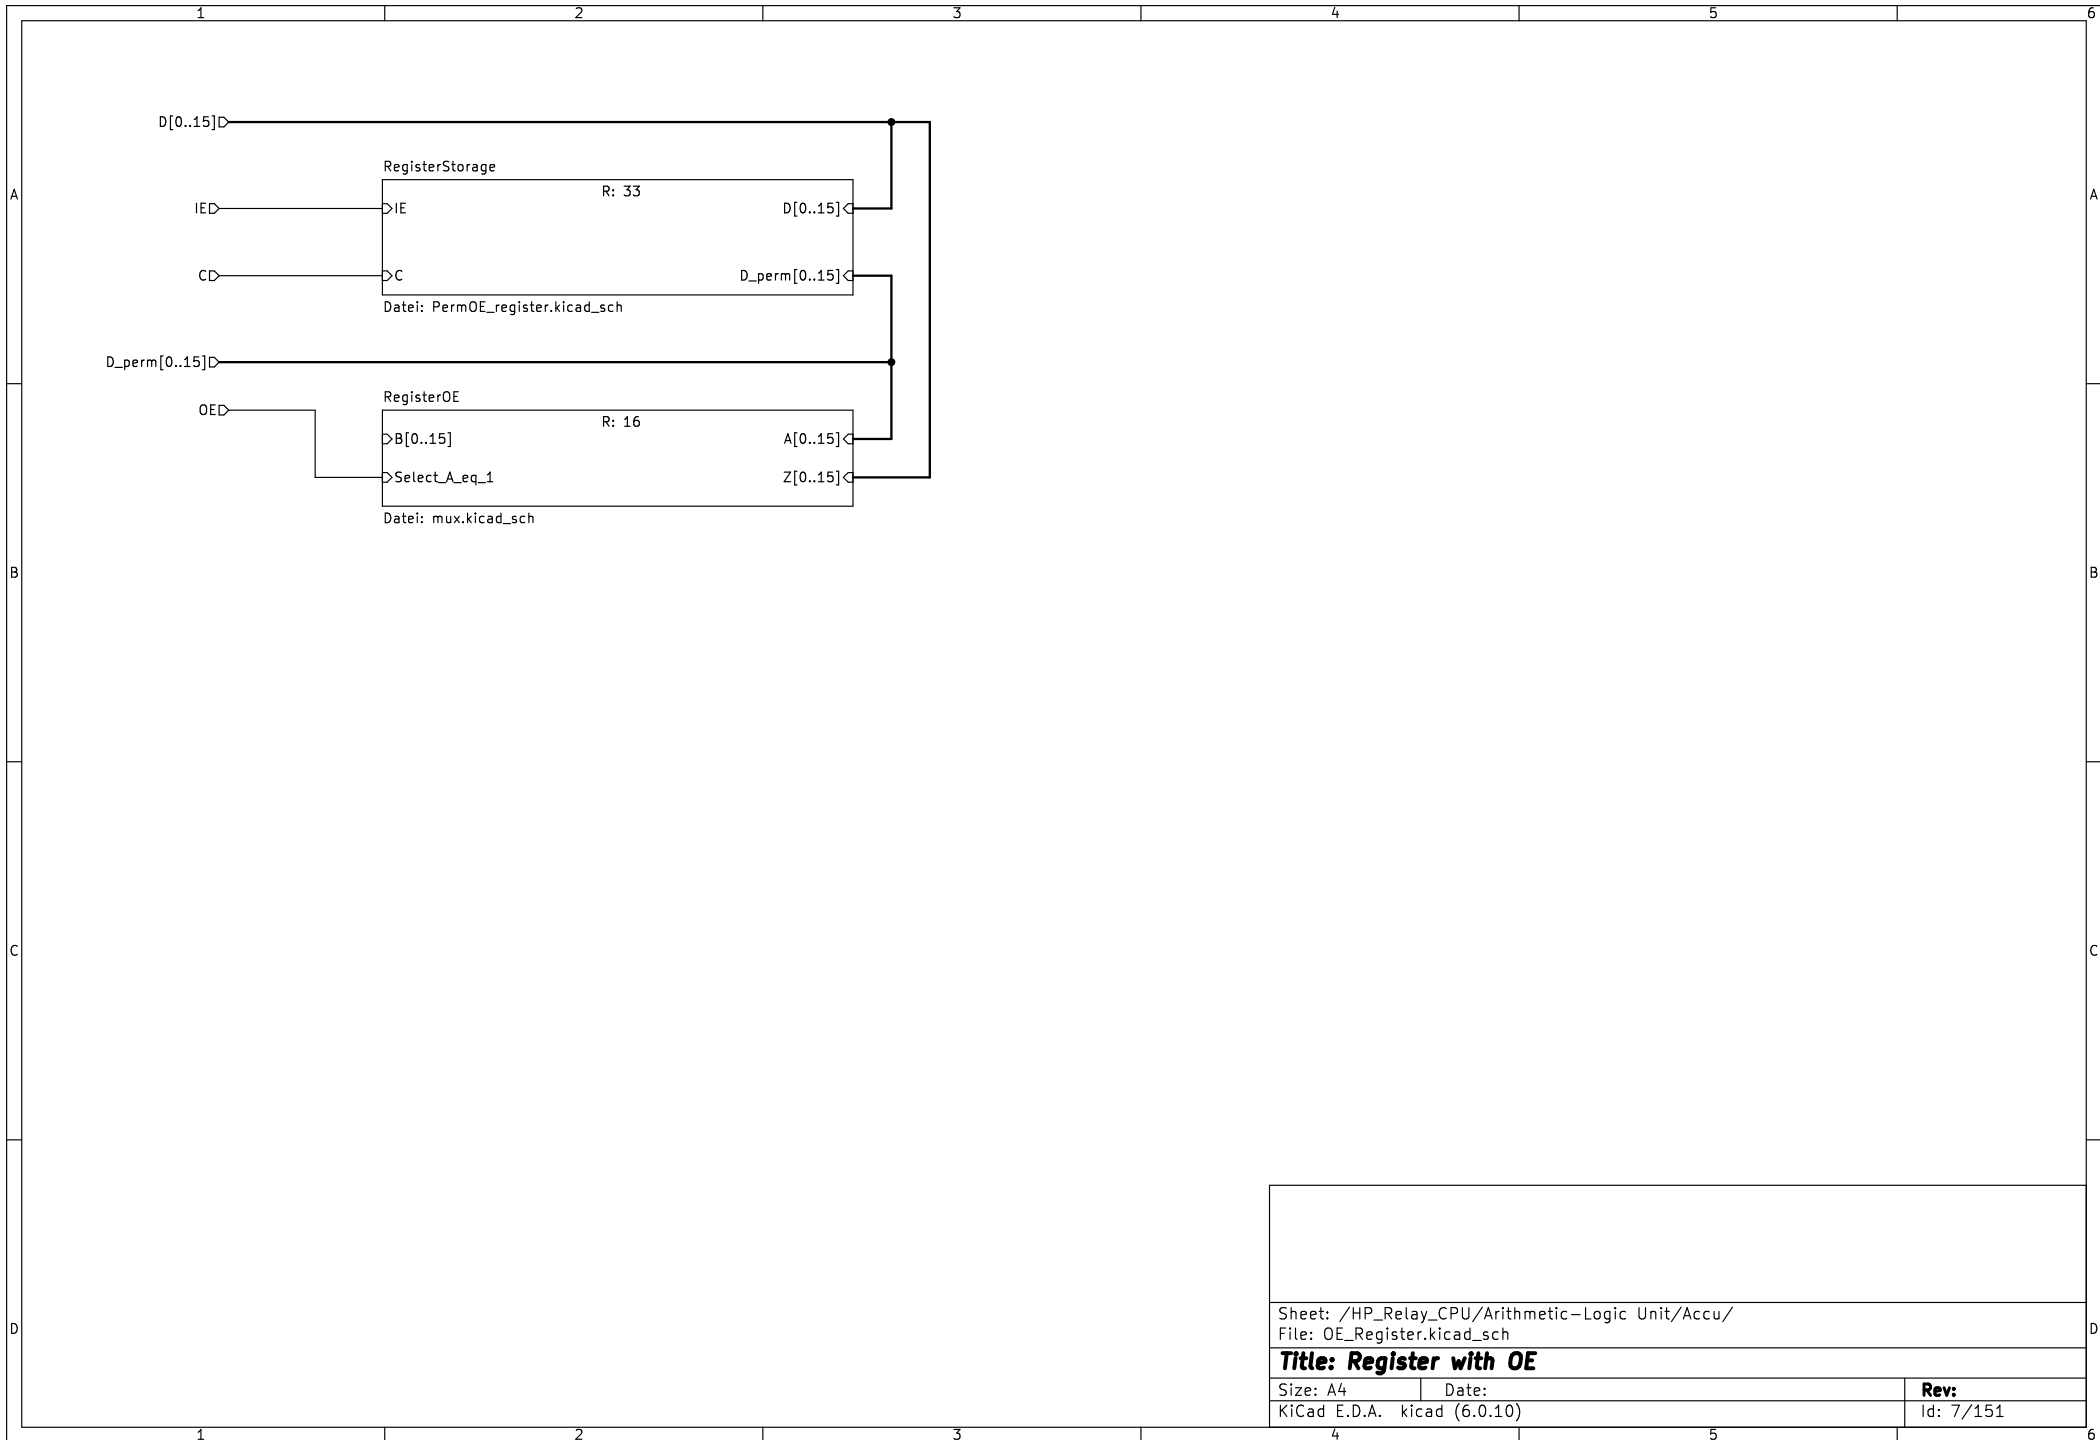 1 2 3 4 5 6
D[0..15]
RegisterStorage
R: 33
A A
IE IE D[0..15]
C C D_perm[0..15]
Datei: PermOE_register.kicad_sch
D_perm[0..15]
RegisterOE
OE
R: 16
B[0..15] A[0..15]
Select_A_eq_1 Z[0..15]
Datei: mux.kicad_sch
B B
C C
Sheet: /HP_Relay_CPU/Arithmetic-Logic Unit/Accu/
D D
File: OE_Register.kicad_sch
Title: Register with OE
Size: A4 Date: Rev:
KiCad E.D.A. kicad (6.0.10) Id: 7/151
1 2 3 4 5 6